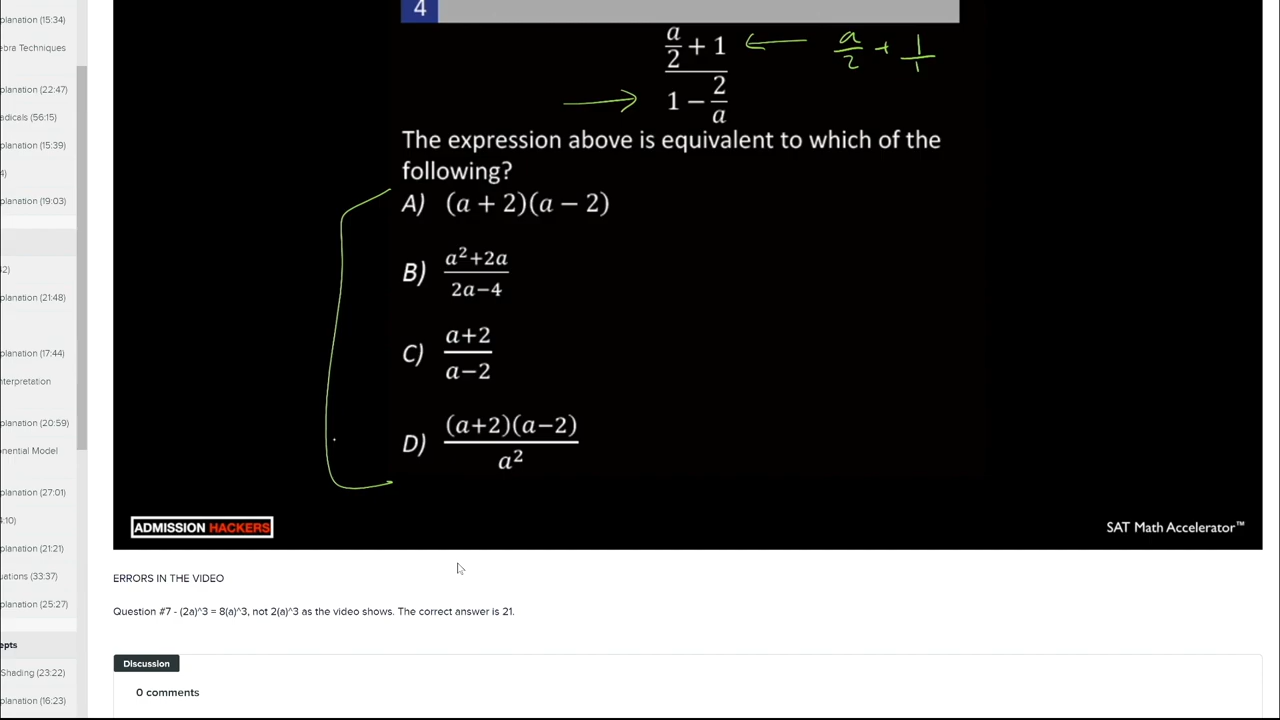 planation (15:34)
ebra Techniques
planation (22:47)
adicals (56:15)
planation (15:39)
4)
planation (19:03)
52)
planation (21:48)
planation (17:44)
nterpretation
planation (20:59)
nential Model
planation (27:01)
4:10)
planation (21:21)
uations (33:37)
planation (25:27)
epts
Shading (23:22)
planation (16:23)
4
a/2 + 1
1 − 2/a
a/2 + 1/1
The expression above is equivalent to which of the
following?
A) (a + 2)(a − 2)
B) a²+2a
2a−4
C) a+2
a−2
D) (a+2)(a−2)
a²
ADMISSION HACKERS
SAT Math Accelerator™
ERRORS IN THE VIDEO
Question #7 - (2a)^3 = 8(a)^3, not 2(a)^3 as the video shows. The correct answer is 21.
Discussion
0 comments